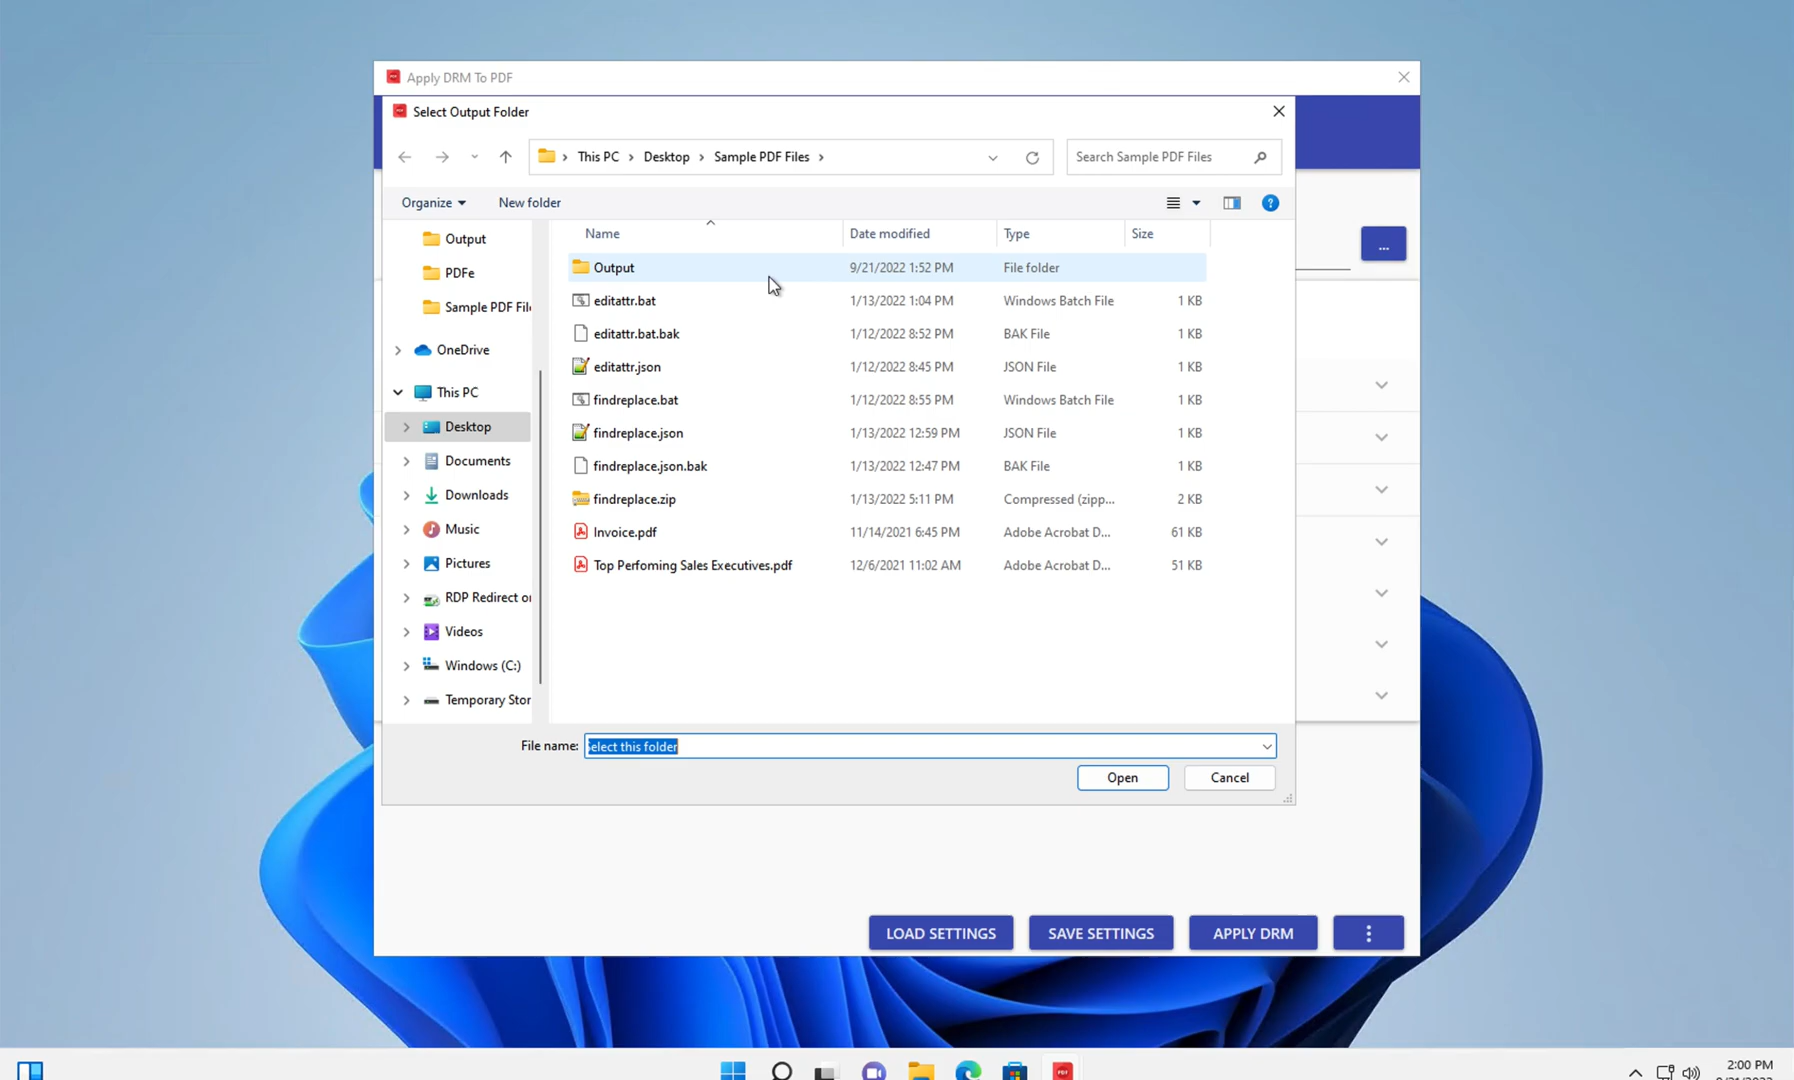 Apply DRM To PDF
Select Output Folder
This PC Desktop Sample PDF Files
Search Sample PDF Files
Organize New folder
Name Date modified Type Size
Output
PDFe
Sample PDF Fil
OneDrive
This PC
Desktop
Documents
Downloads
Music
Pictures
RDP Redirect or
Videos
Windows (C:)
Temporary Stor
Output 9/21/2022 1:52 PM File folder
editattr.bat 1/13/2022 1:04 PM Windows Batch File 1 KB
editattr.bat.bak 1/12/2022 8:52 PM BAK File 1 KB
editattr.json 1/12/2022 8:45 PM JSON File 1 KB
findreplace.bat 1/12/2022 8:55 PM Windows Batch File 1 KB
findreplace.json 1/13/2022 12:59 PM JSON File 1 KB
findreplace.json.bak 1/13/2022 12:47 PM BAK File 1 KB
findreplace.zip 1/13/2022 5:11 PM Compressed (zipp... 2 KB
Invoice.pdf 11/14/2021 6:45 PM Adobe Acrobat D... 61 KB
Top Perfoming Sales Executives.pdf 12/6/2021 11:02 AM Adobe Acrobat D... 51 KB
...
File name: Select this folder
Open Cancel
LOAD SETTINGS SAVE SETTINGS APPLY DRM
2:00 PM